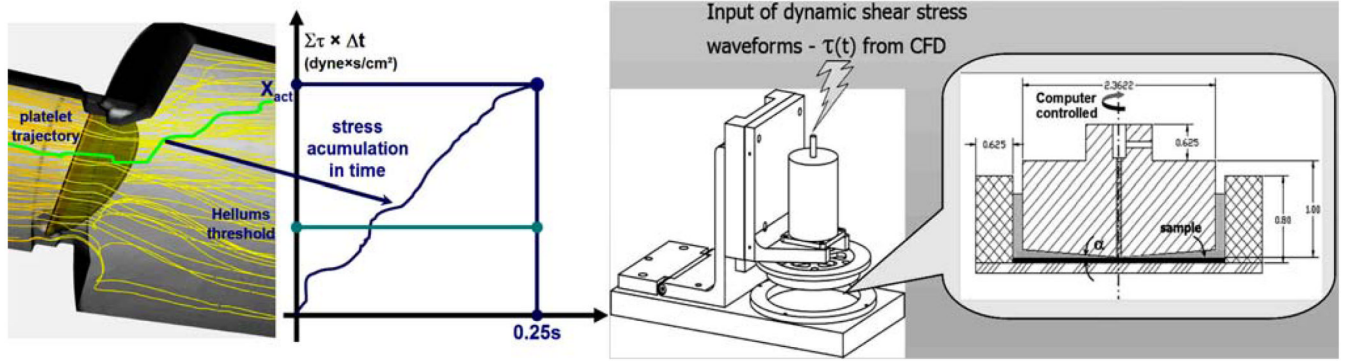 platelet
trajectory
Στ × Δt
(dyne×s/cm²)
Xact
stress
acumulation
in time
Hellums
threshold
0.25s
Input of dynamic shear stress
waveforms - τ(t) from CFD
2.3622
Computer
controlled
0.625
0.625
1.00
0.80
sample
α